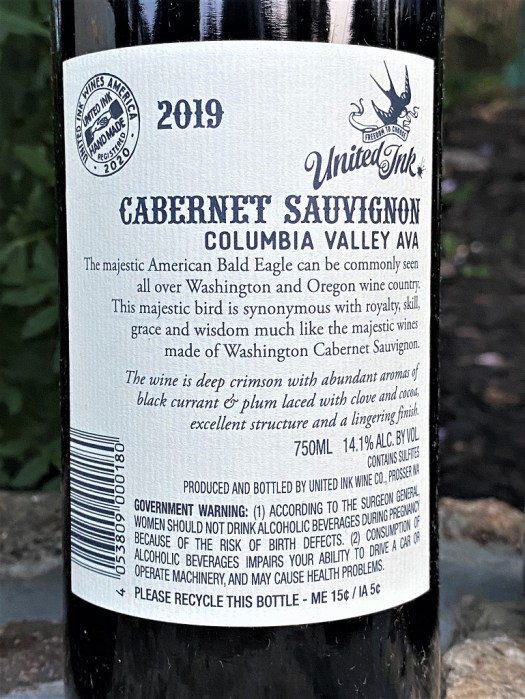 UNITED INK WINES AMERICA
UNITED INK
HANDMADE
REGISTERED
• 2020 •
2019
FREEDOM TO CHOOSE
United Ink.
CABERNET SAUVIGNON
COLUMBIA VALLEY AVA
The majestic American Bald Eagle can be commonly seen
all over Washington and Oregon wine country.
This majestic bird is synonymous with royalty, skill,
grace and wisdom much like the majestic wines
made of Washington Cabernet Sauvignon.
The wine is deep crimson with abundant aromas of
black currant & plum laced with clove and cocoa,
excellent structure and a lingering finish.
750ML 14.1% ALC. BY VOL.
CONTAINS SULFITES
PRODUCED AND BOTTLED BY UNITED INK WINE CO., PROSSER WA
GOVERNMENT WARNING: (1) ACCORDING TO THE SURGEON GENERAL,
WOMEN SHOULD NOT DRINK ALCOHOLIC BEVERAGES DURING PREGNANCY
BECAUSE OF THE RISK OF BIRTH DEFECTS. (2) CONSUMPTION OF
ALCOHOLIC BEVERAGES IMPAIRS YOUR ABILITY TO DRIVE A CAR OR
OPERATE MACHINERY, AND MAY CAUSE HEALTH PROBLEMS.
PLEASE RECYCLE THIS BOTTLE - ME 15¢ / IA 5¢
4 053809 000180